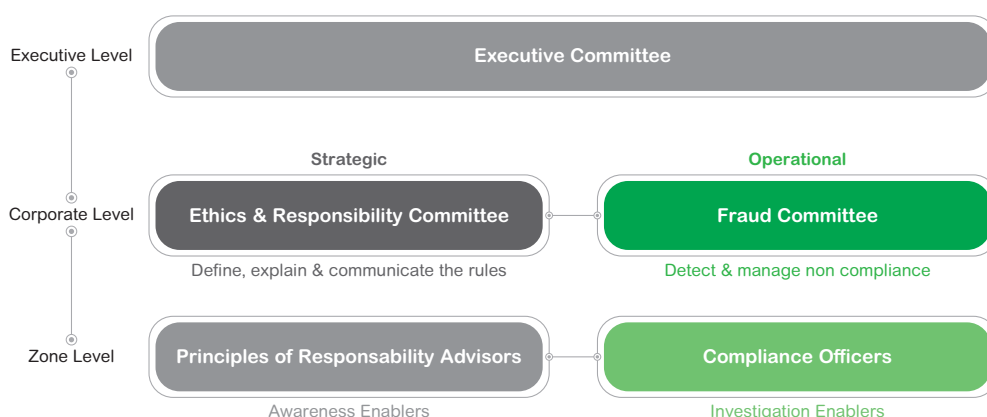 Executive Level
Executive Committee
Strategic
Operational
Corporate Level
Ethics & Responsibility Committee
Fraud Committee
Define, explain & communicate the rules
Detect & manage non compliance
Zone Level
Principles of Responsability Advisors
Compliance Officers
Awareness Enablers
Investigation Enablers